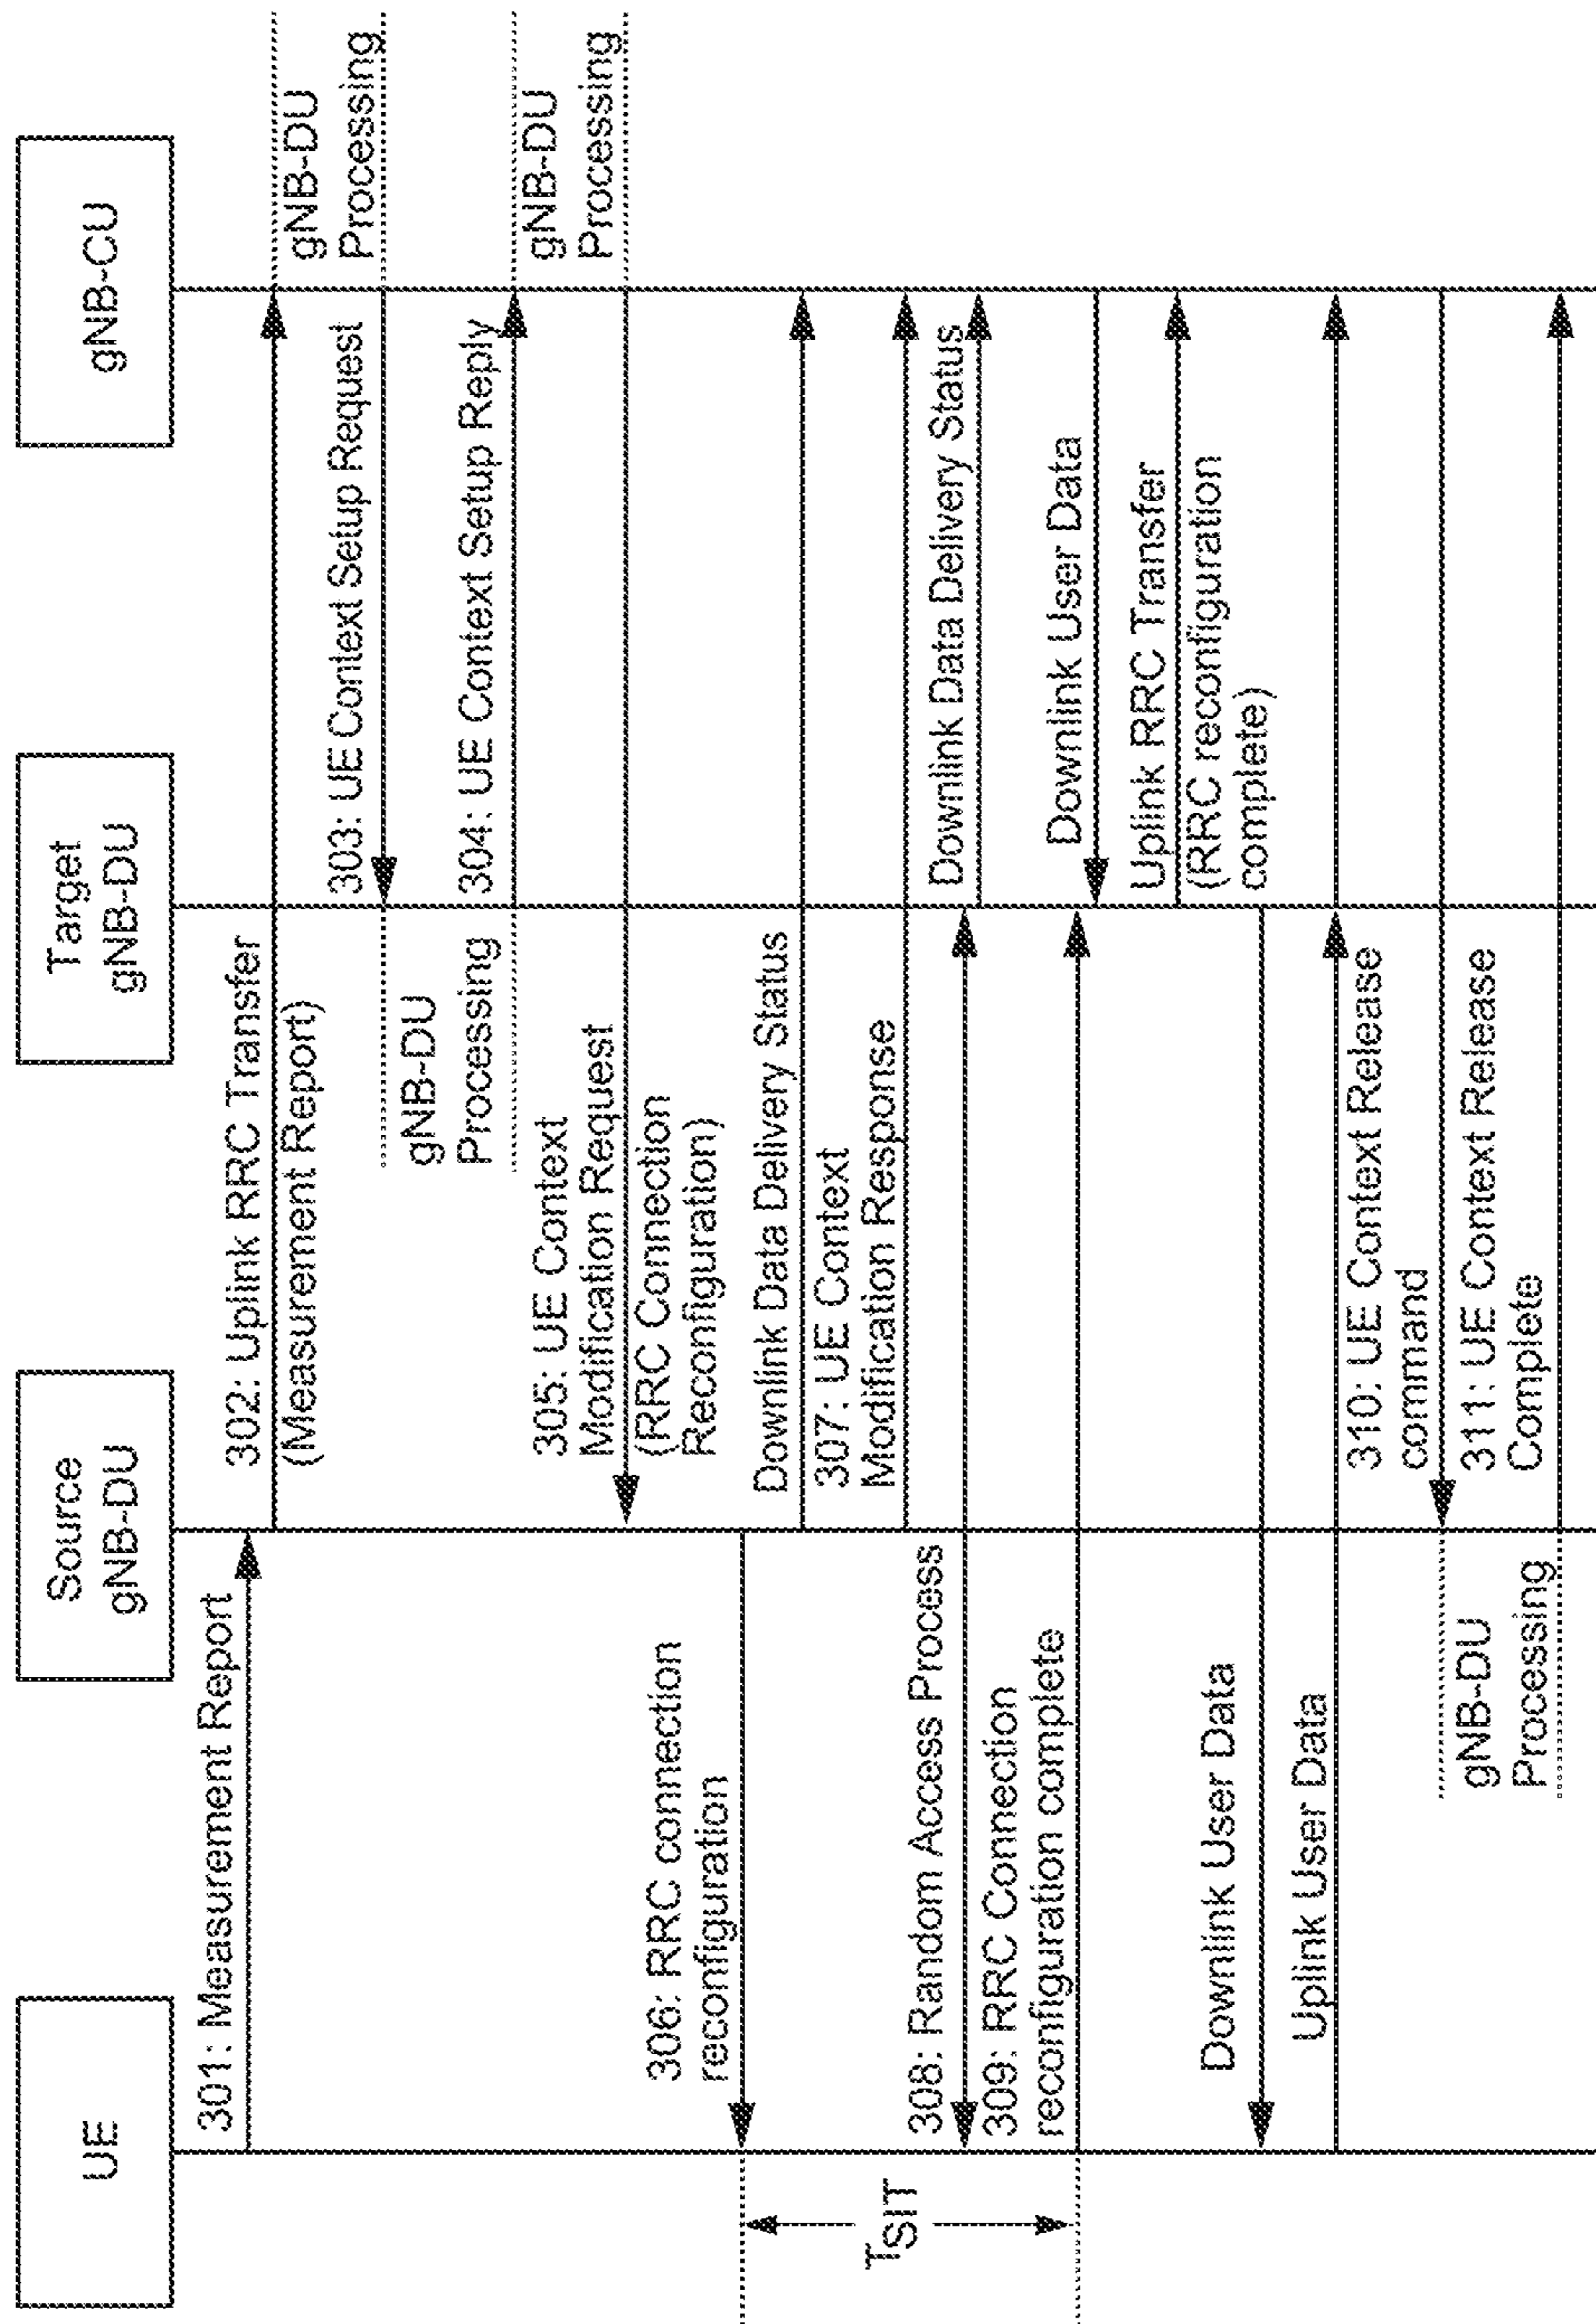 UE
Source
gNB-DU
Target
gNB-DU
gNB-CU
301: Measurement Report
302: Uplink RRC Transfer
(Measurement Report)
gNB-DU
Processing
303: UE Context Setup Request
gNB-DU
Processing
304: UE Context Setup Reply
gNB-DU
Processing
305: UE Context
Modification Request
(RRC Connection
Reconfiguration)
306: RRC connection
reconfiguration
Downlink Data Delivery Status
307: UE Context
Modification Response
TSIT
308: Random Access Process
Downlink Data Delivery Status
309: RRC Connection
reconfiguration complete
Downlink User Data
Uplink RRC Transfer
(RRC reconfiguration
complete)
Downlink User Data
Uplink User Data
310: UE Context Release
command
gNB-DU
Processing
311: UE Context Release
Complete